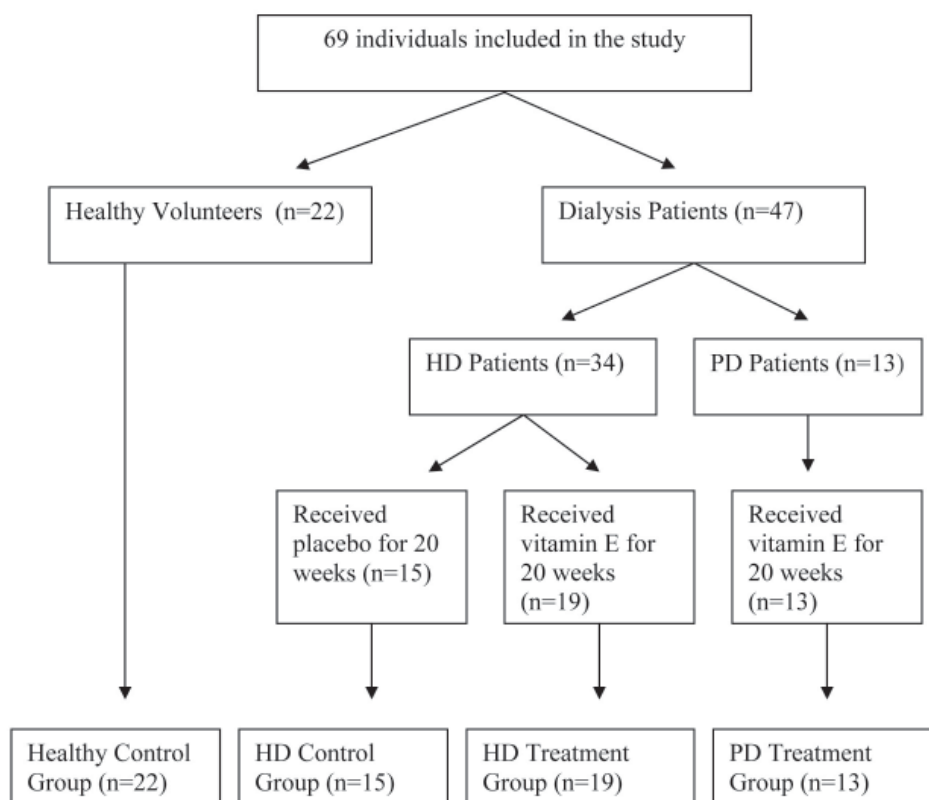 69 individuals included in the study
Healthy Volunteers (n=22)
Dialysis Patients (n=47)
HD Patients (n=34)
PD Patients (n=13)
Received
placebo for 20
weeks (n=15)
Received
vitamin E for
20 weeks
(n=19)
Received
vitamin E for
20 weeks
(n=13)
Healthy Control
Group (n=22)
HD Control
Group (n=15)
HD Treatment
Group (n=19)
PD Treatment
Group (n=13)